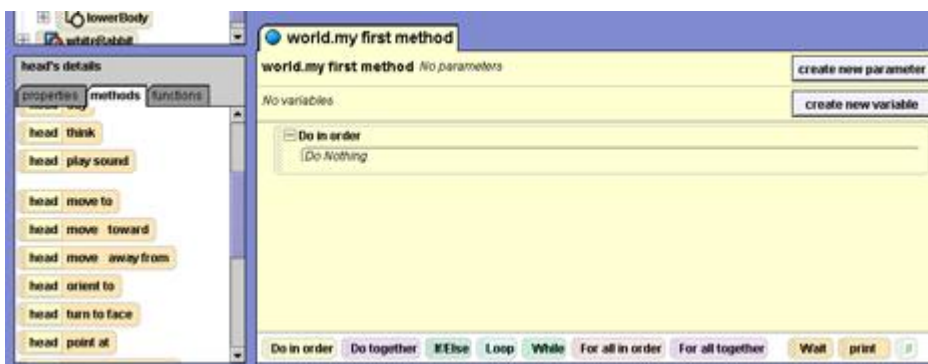 lowerBody
whiteRabbit
head's details
properties methods functions
head say
head think
head play sound
head move to
head move toward
head move away from
head orient to
head turn to face
head point at
world.my first method
world.my first method No parameters
create new parameter
No variables
create new variable
Do in order
Do Nothing
Do in order Do together If/Else Loop While For all in order For all together Wait print //